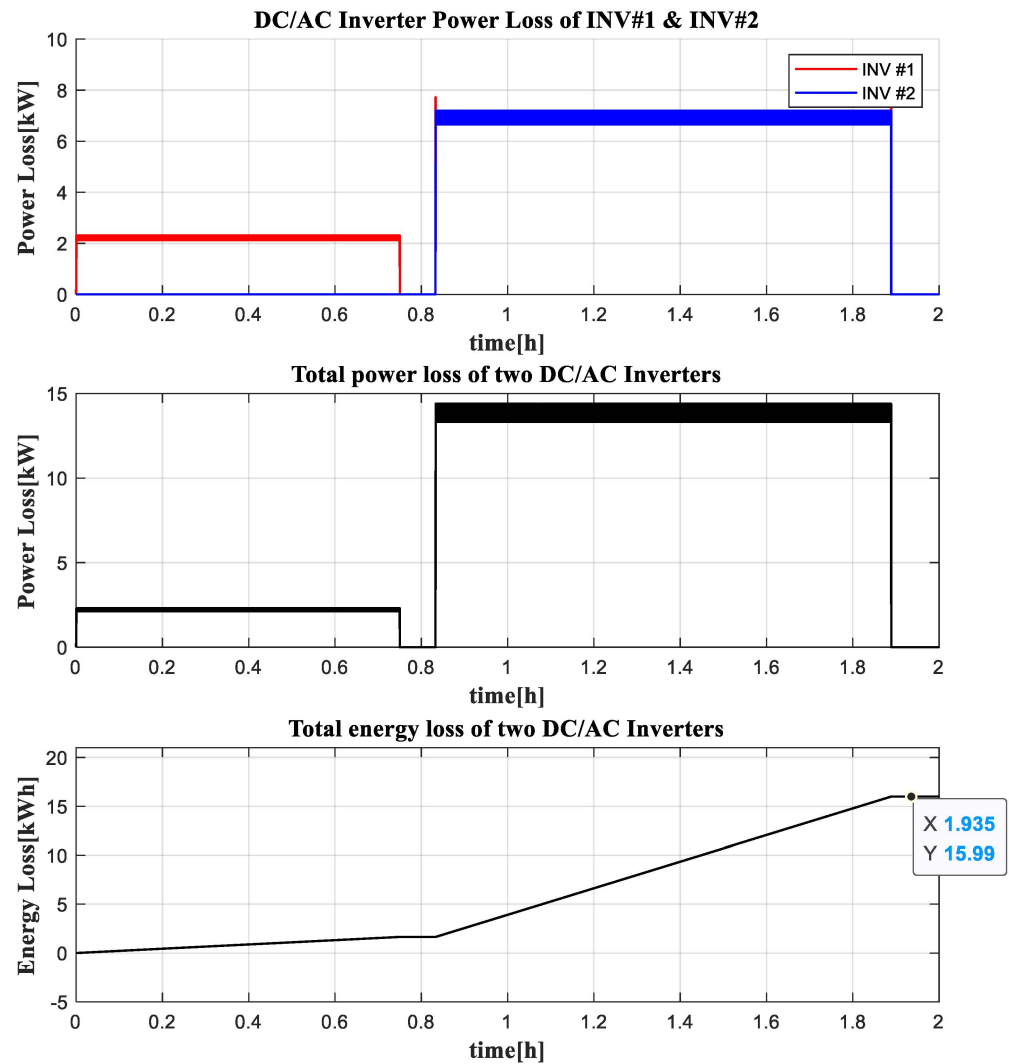 DC/AC Inverter Power Loss of INV#1 & INV#2
10
8
6
4
2
0
Power Loss[kW]
INV #1
INV #2
0 0.2 0.4 0.6 0.8 1 1.2 1.4 1.6 1.8 2
time[h]
Total power loss of two DC/AC Inverters
15
10
5
0
Power Loss[kW]
0 0.2 0.4 0.6 0.8 1 1.2 1.4 1.6 1.8 2
time[h]
Total energy loss of two DC/AC Inverters
20
15
10
5
0
-5
Energy Loss[kWh]
X 1.935
Y 15.99
0 0.2 0.4 0.6 0.8 1 1.2 1.4 1.6 1.8 2
time[h]